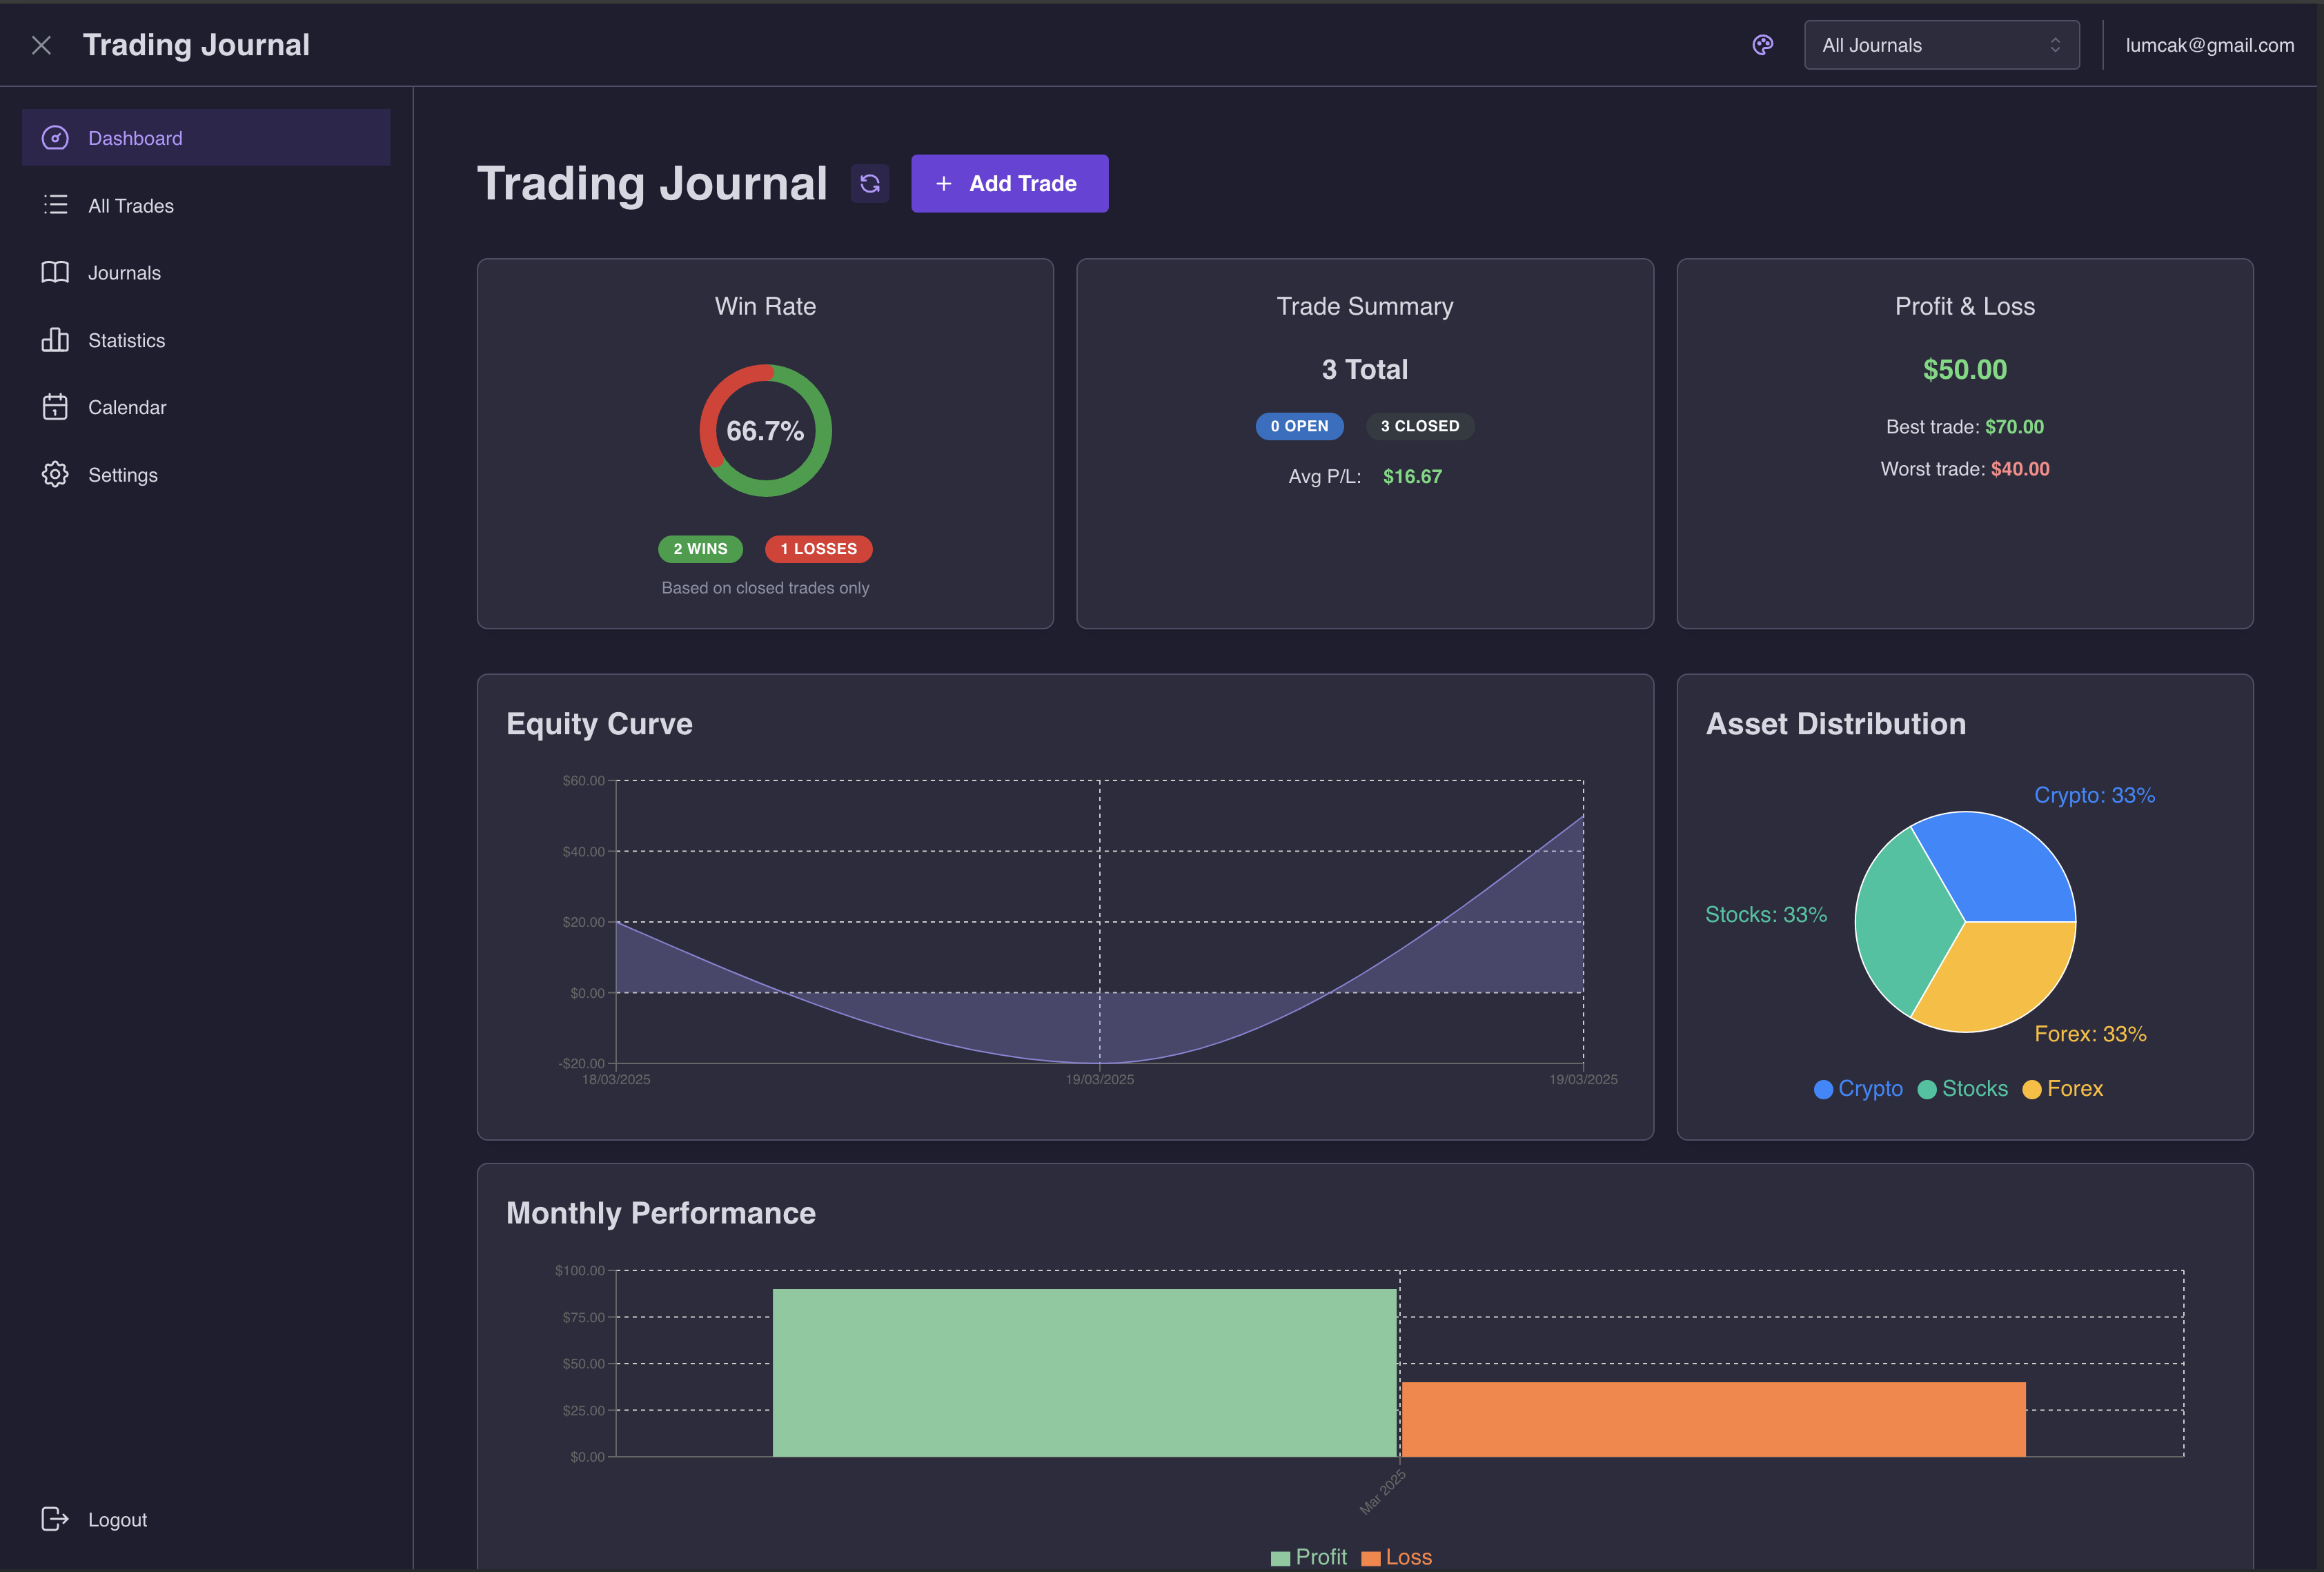 Trading Journal
All Journals
lumcak@gmail.com
Dashboard
All Trades
Journals
Statistics
Calendar
Settings
Logout
Trading Journal
+ Add Trade
Win Rate
66.7%
2 WINS
1 LOSSES
Based on closed trades only
Trade Summary
3 Total
0 OPEN
3 CLOSED
Avg P/L: $16.67
Profit & Loss
$50.00
Best trade: $70.00
Worst trade: $40.00
Equity Curve
$60.00
$40.00
$20.00
$0.00
-$20.00
18/03/2025
19/03/2025
19/03/2025
Asset Distribution
Crypto: 33%
Stocks: 33%
Forex: 33%
Crypto
Stocks
Forex
Monthly Performance
$100.00
$75.00
$50.00
$25.00
$0.00
Mar 2025
Profit
Loss